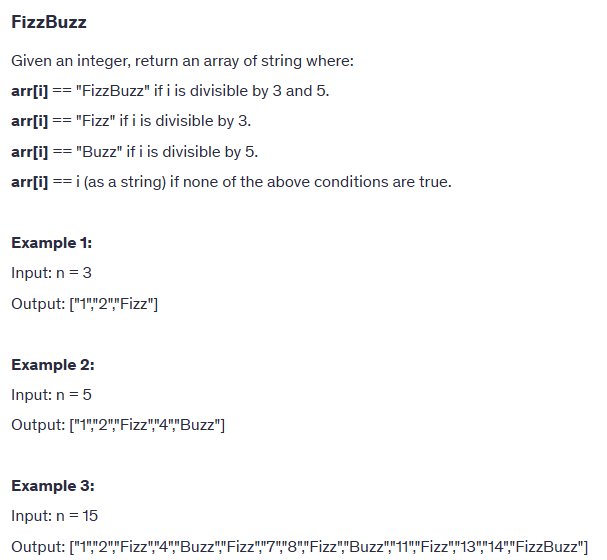 FizzBuzz
Given an integer, return an array of string where:
arr[i] == "FizzBuzz" if i is divisible by 3 and 5.
arr[i] == "Fizz" if i is divisible by 3.
arr[i] == "Buzz" if i is divisible by 5.
arr[i] == i (as a string) if none of the above conditions are true.
Example 1:
Input: n = 3
Output: ["1","2","Fizz"]
Example 2:
Input: n = 5
Output: ["1","2","Fizz","4","Buzz"]
Example 3:
Input: n = 15
Output: ["1","2","Fizz","4","Buzz","Fizz","7","8","Fizz","Buzz","11","Fizz","13","14","FizzBuzz"]